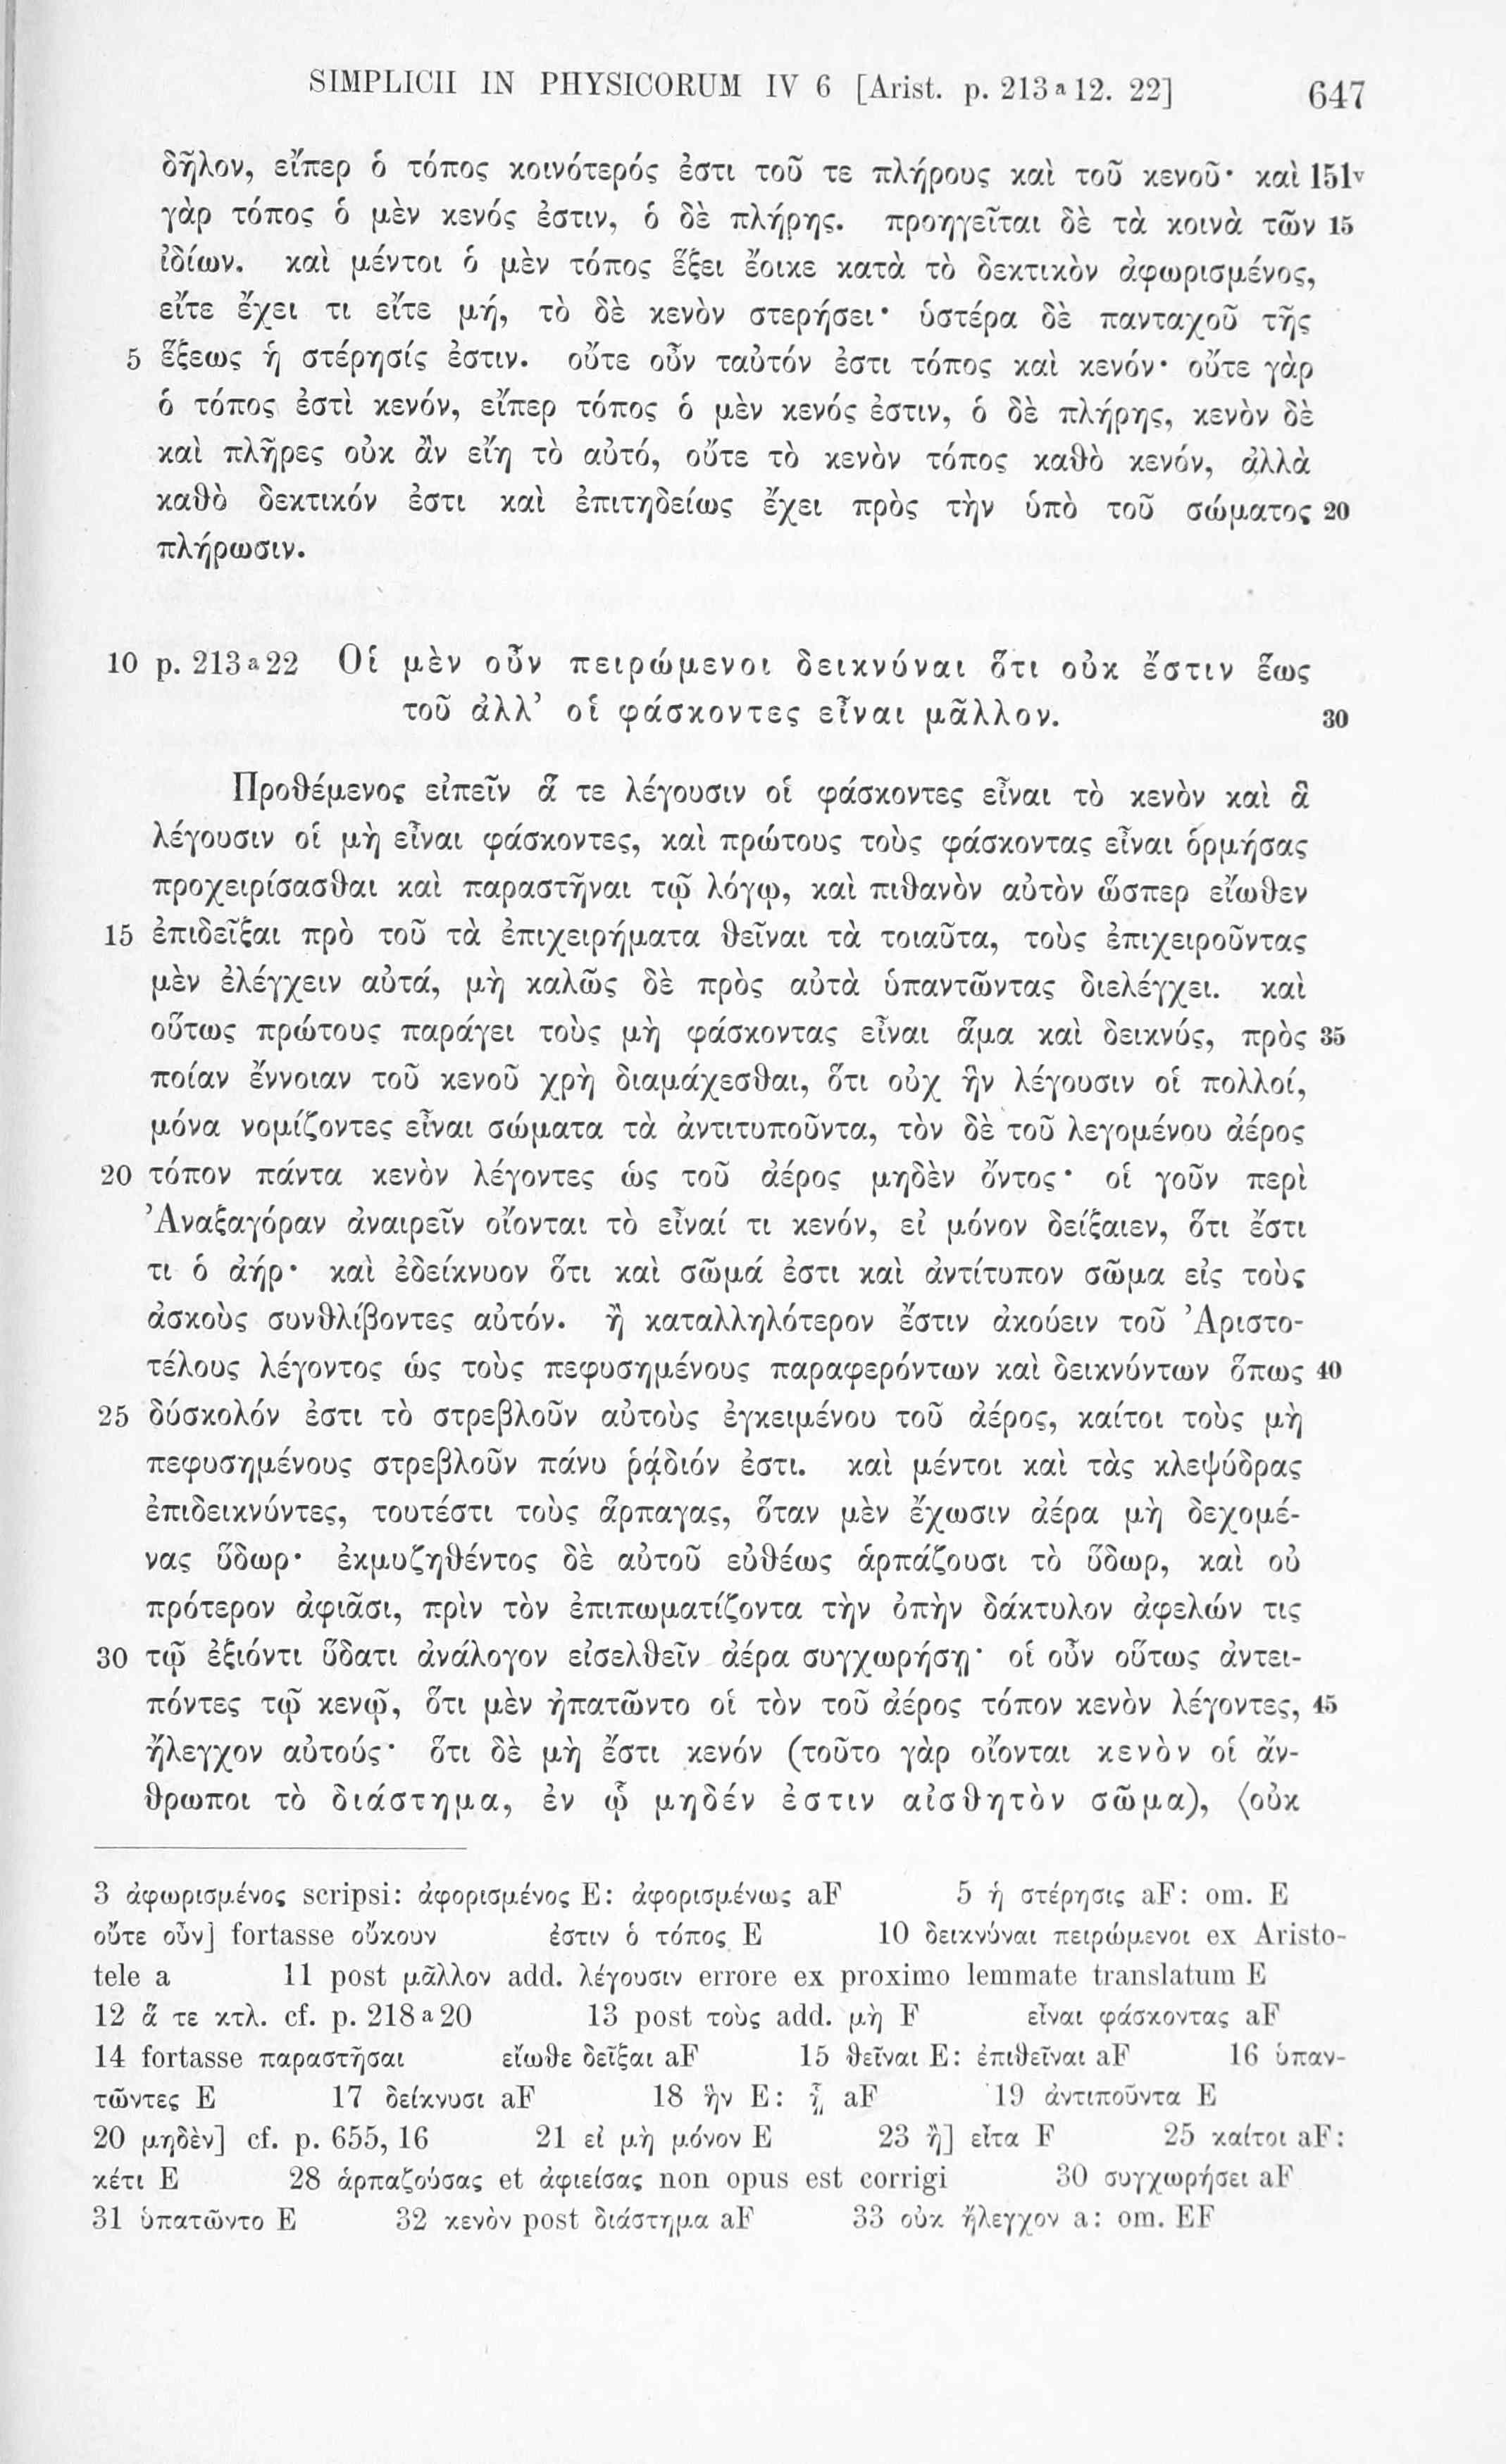 SIMPLICII IN PHYSICORUM IV 6 [Arist. p. 213 a 12. 22] 647
δῆλον, εἴπερ ὁ τόπος κοινότερός ἐστι τοῦ τε πλήρους καὶ τοῦ κενοῦ· καὶ 151v
γὰρ τόπος ὁ μὲν κενός ἐστιν, ὁ δὲ πλήρης. προηγεῖται δὲ τὰ κοινὰ τῶν 15
ἰδίων. καὶ μέντοι ὁ μὲν τόπος ἕξει ἔοικε κατὰ τὸ δεκτικὸν ἀφωρισμένος,
εἴτε ἔχει τι εἴτε μή, τὸ δὲ κενὸν στερήσει· ὑστέρα δὲ πανταχοῦ τῆς
5 ἕξεως ἡ στέρησίς ἐστιν. οὔτε οὖν ταὐτόν ἐστι τόπος καὶ κενόν· οὔτε γὰρ
ὁ τόπος ἐστὶ κενόν, εἴπερ τόπος ὁ μὲν κενός ἐστιν, ὁ δὲ πλήρης, κενὸν δὲ
καὶ πλῆρες οὐκ ἂν εἴη τὸ αὐτό, οὔτε τὸ κενὸν τόπος καθὸ κενόν, ἀλλὰ
καθὸ δεκτικόν ἐστι καὶ ἐπιτηδείως ἔχει πρὸς τὴν ὑπὸ τοῦ σώματος 20
πλήρωσιν.
10 p. 213 a 22 Οἱ μὲν οὖν πειρώμενοι δεικνύναι ὅτι οὐκ ἔστιν ἕως
τοῦ ἀλλ’ οἱ φάσκοντες εἶναι μᾶλλον. 30
Προθέμενος εἰπεῖν ἅ τε λέγουσιν οἱ φάσκοντες εἶναι τὸ κενὸν καὶ ἃ
λέγουσιν οἱ μὴ εἶναι φάσκοντες, καὶ πρώτους τοὺς φάσκοντας εἶναι ὁρμήσας
προχειρίσασθαι καὶ παραστῆναι τῷ λόγῳ, καὶ πιθανὸν αὐτὸν ὥσπερ εἴωθεν
15 ἐπιδεῖξαι πρὸ τοῦ τὰ ἐπιχειρήματα θεῖναι τὰ τοιαῦτα, τοὺς ἐπιχειροῦντας
μὲν ἐλέγχειν αὐτά, μὴ καλῶς δὲ πρὸς αὐτὰ ὑπαντῶντας διελέγχει. καὶ
οὕτως πρώτους παράγει τοὺς μὴ φάσκοντας εἶναι ἅμα καὶ δεικνύς, πρὸς 35
ποίαν ἔννοιαν τοῦ κενοῦ χρὴ διαμάχεσθαι, ὅτι οὐχ ἣν λέγουσιν οἱ πολλοί,
μόνα νομίζοντες εἶναι σώματα τὰ ἀντιτυποῦντα, τὸν δὲ τοῦ λεγομένου ἀέρος
20 τόπον πάντα κενὸν λέγοντες ὡς τοῦ ἀέρος μηδὲν ὄντος· οἱ γοῦν περὶ
Ἀναξαγόραν ἀναιρεῖν οἴονται τὸ εἶναί τι κενόν, εἰ μόνον δείξαιεν, ὅτι ἔστι
τι ὁ ἀήρ· καὶ ἐδείκνυον ὅτι καὶ σῶμά ἐστι καὶ ἀντίτυπον σῶμα εἰς τοὺς
ἀσκοὺς συνθλίβοντες αὐτόν. ἢ καταλληλότερον ἔστιν ἀκούειν τοῦ Ἀριστο-
τέλους λέγοντος ὡς τοὺς πεφυσημένους παραφερόντων καὶ δεικνύντων ὅπως 40
25 δύσκολόν ἐστι τὸ στρεβλοῦν αὐτοὺς ἐγκειμένου τοῦ ἀέρος, καίτοι τοὺς μὴ
πεφυσημένους στρεβλοῦν πάνυ ῥᾴδιόν ἐστι. καὶ μέντοι καὶ τὰς κλεψύδρας
ἐπιδεικνύντες, τουτέστι τοὺς ἅρπαγας, ὅταν μὲν ἔχωσιν ἀέρα μὴ δεχομέ-
νας ὕδωρ· ἐκμυζηθέντος δὲ αὐτοῦ εὐθέως ἁρπάζουσι τὸ ὕδωρ, καὶ οὐ
πρότερον ἀφιᾶσι, πρὶν τὸν ἐπιπωματίζοντα τὴν ὀπὴν δάκτυλον ἀφελών τις
30 τῷ ἐξιόντι ὕδατι ἀνάλογον εἰσελθεῖν ἀέρα συγχωρήσῃ· οἱ οὖν οὕτως ἀντει-
πόντες τῷ κενῷ, ὅτι μὲν ἠπατῶντο οἱ τὸν τοῦ ἀέρος τόπον κενὸν λέγοντες, 45
ἤλεγχον αὐτούς· ὅτι δὲ μὴ ἔστι κενόν (τοῦτο γὰρ οἴονται κενὸν οἱ ἄν-
θρωποι τὸ διάστημα, ἐν ᾧ μηδέν ἐστιν αἰσθητὸν σῶμα), ⟨οὐκ
3 ἀφωρισμένος scripsi: ἀφορισμένος E: ἀφορισμένως aF 5 ἡ στέρησις aF: om. E
οὔτε οὖν] fortasse οὔκουν ἐστιν ὁ τόπος E 10 δεικνύναι πειρώμενοι ex Aristo-
tele a 11 post μᾶλλον add. λέγουσιν errore ex proximo lemmate translatum E
12 ἅ τε κτλ. cf. p. 218 a 20 13 post τοὺς add. μὴ F εἶναι φάσκοντας aF
14 fortasse παραστῆσαι εἴωθε δεῖξαι aF 15 θεῖναι E: ἐπιθεῖναι aF 16 ὑπαν-
τῶντες E 17 δείκνυσι aF 18 ἣν E: ᾗ aF 19 ἀντιποῦντα E
20 μηδὲν] cf. p. 655, 16 21 εἰ μὴ μόνον E 23 ἢ] εἶτα F 25 καίτοι aF:
κέτι E 28 ἁρπαζούσας et ἀφιείσας non opus est corrigi 30 συγχωρήσει aF
31 ὑπατῶντο E 32 κενὸν post διάστημα aF 33 οὐκ ἤλεγχον a: om. EF